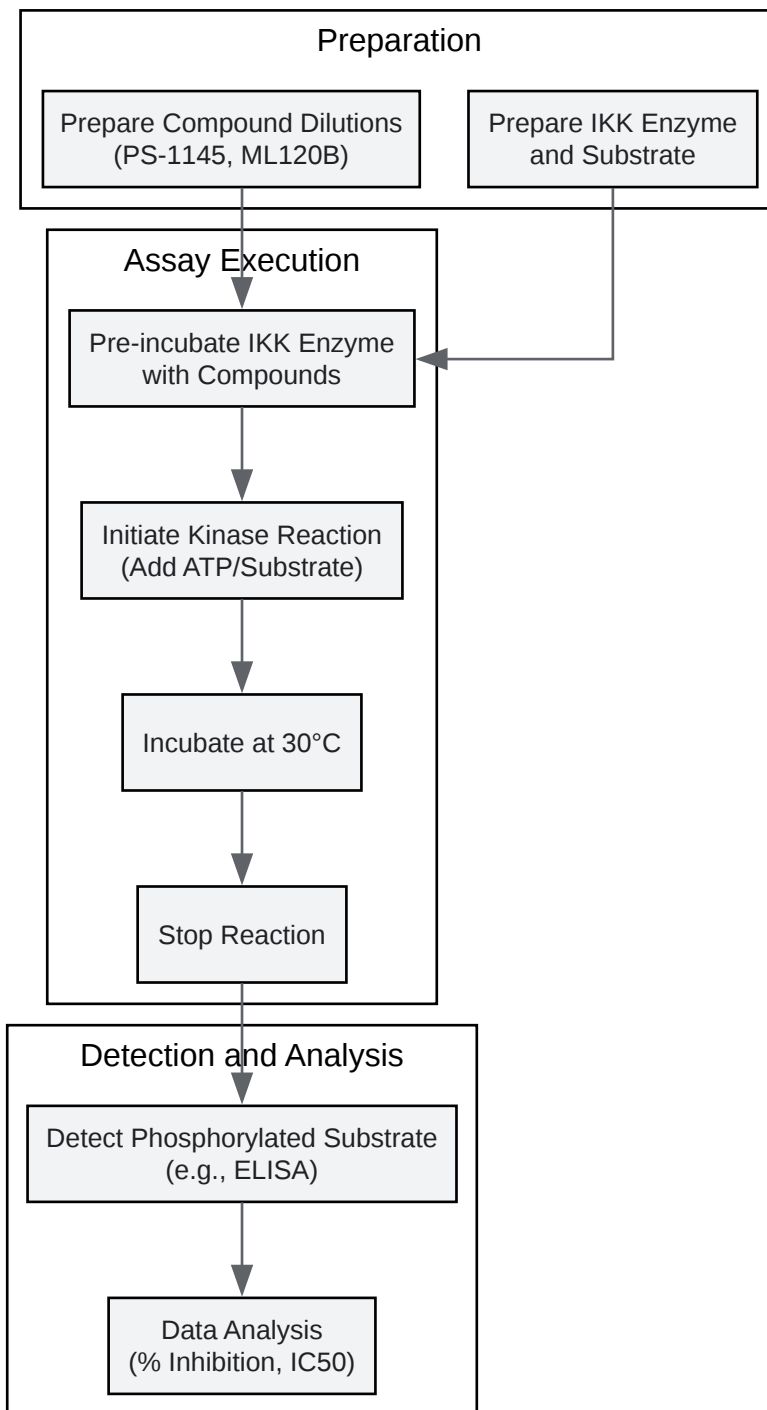 Preparation
Prepare Compound Dilutions
(PS-1145, ML120B)
Prepare IKK Enzyme
and Substrate
Assay Execution
Pre-incubate IKK Enzyme
with Compounds
Initiate Kinase Reaction
(Add ATP/Substrate)
Incubate at 30°C
Stop Reaction
Detection and Analysis
Detect Phosphorylated Substrate
(e.g., ELISA)
Data Analysis
(% Inhibition, IC50)